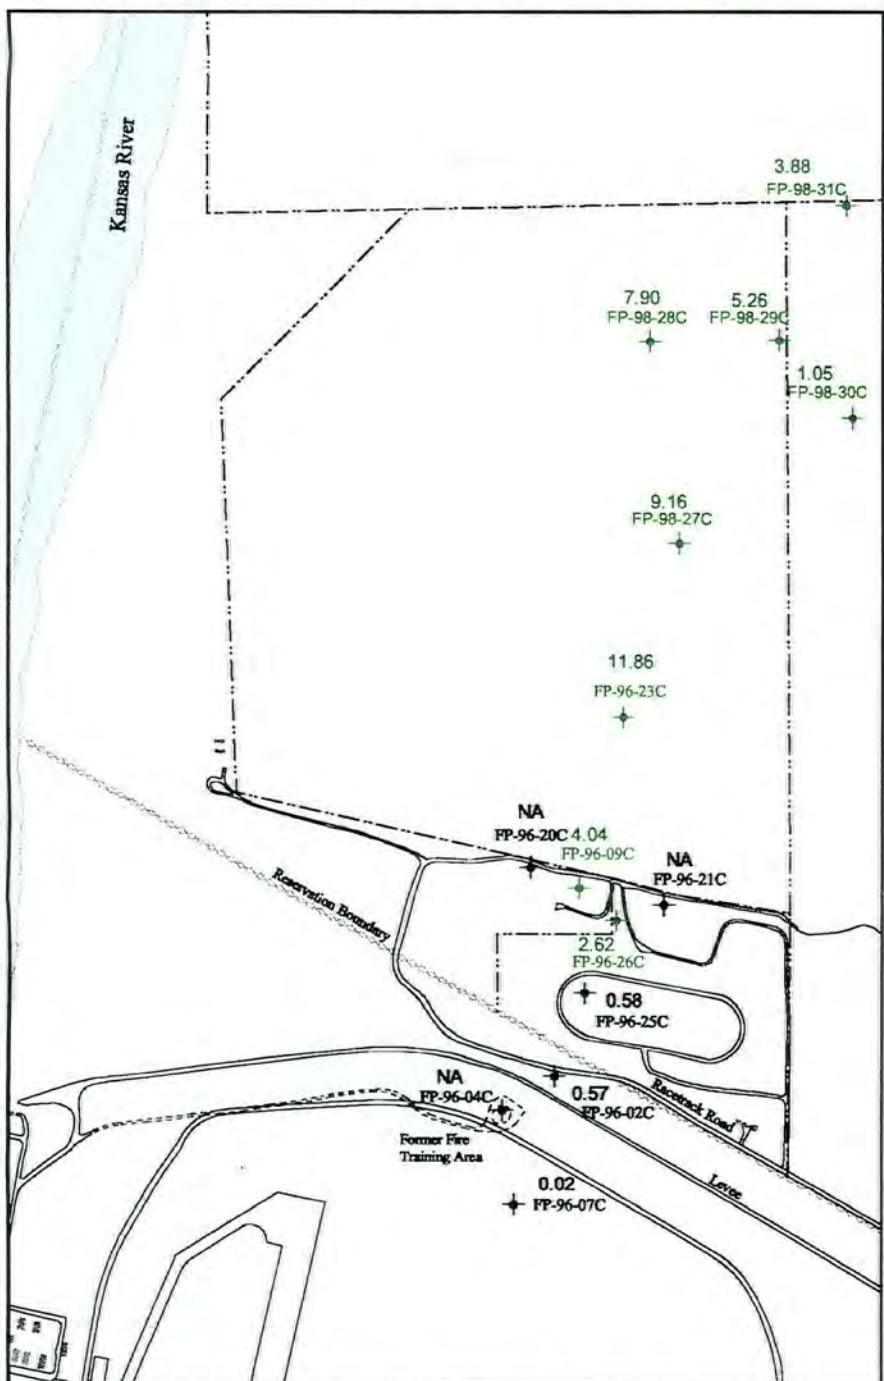 Kansas River
3.88
FP-98-31C
7.90
FP-98-28C
5.26
FP-98-29C
1.05
FP-98-30C
9.16
FP-98-27C
11.86
FP-96-23C
NA
FP-96-20C
4.04
FP-96-09C
NA
FP-96-21C
Reservation Boundary
2.62
FP-96-26C
0.58
FP-96-25C
NA
FP-96-04C
0.57
FP-96-02C
Racetrack Road
Former Fire
Training Area
Levee
0.02
FP-96-07C